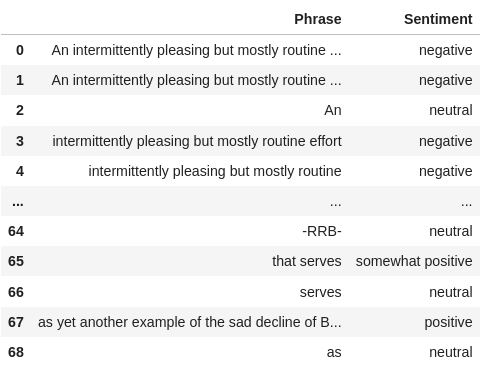 Phrase Sentiment
0 An intermittently pleasing but mostly routine ... negative
1 An intermittently pleasing but mostly routine ... negative
2 An neutral
3 intermittently pleasing but mostly routine effort negative
4 intermittently pleasing but mostly routine negative
... ... ...
64 -RRB- neutral
65 that serves somewhat positive
66 serves neutral
67 as yet another example of the sad decline of B... positive
68 as neutral